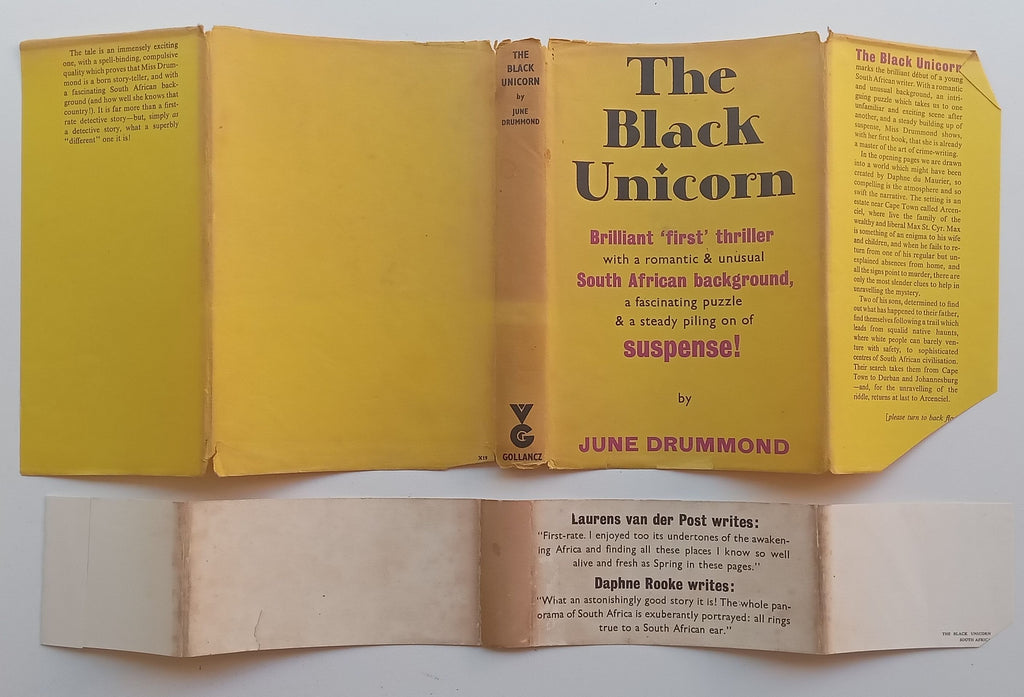 The tale is an immensely exciting
one, with a spell-binding, compulsive
quality which proves that Miss Drum-
mond is a born story-teller, and with
a fascinating South African back-
ground (and how well she knows that
country!). It is far more than a first-
rate detective story—but, simply as
a detective story, what a superbly
"different" one it is!
THE
BLACK
UNICORN
by
JUNE
DRUMMOND
VG
GOLLANCZ
X19
The
Black
Unicorn
Brilliant 'first' thriller
with a romantic & unusual
South African background,
a fascinating puzzle
& a steady piling on of
suspense!
by
JUNE DRUMMOND
The Black Unicorn
marks the brilliant début of a young
South African writer. With a romantic
and unusual background, an intri-
guing puzzle which takes us to one
unfamiliar and exciting scene after
another, and a steady building up of
suspense, Miss Drummond shows,
with her first book, that she is already
a master of the art of crime-writing.
In the opening pages we are drawn
into a world which might have been
created by Daphne du Maurier, so
compelling is the atmosphere and so
swift the narrative. The setting is an
estate near Cape Town called Arcen-
ciel, where live the family of the
wealthy and liberal Max St. Cyr. Max
is something of an enigma to his wife
and children, and when he fails to re-
turn from one of his regular but un-
explained absences from home, and
all the signs point to murder, there are
only the most slender clues to help in
unravelling the mystery.
Two of his sons, determined to find
out what has happened to their father,
find themselves following a trail which
leads from squalid native haunts,
where white people can barely ven-
ture with safety, to sophisticated
centres of South African civilisation.
Their search takes them from Cape
Town to Durban and Johannesburg
—and, for the unravelling of the
riddle, returns at last to Arcenciel.
[please turn to back
Laurens van der Post writes:
"First-rate. I enjoyed too its undertones of the awaken-
ing Africa and finding all these places I know so well
alive and fresh as Spring in these pages."
Daphne Rooke writes:
"What an astonishingly good story it is! The whole pan-
orama of South Africa is exuberantly portrayed: all rings
true to a South African ear."
THE BLACK UNICORN
SOUTH AFRIC